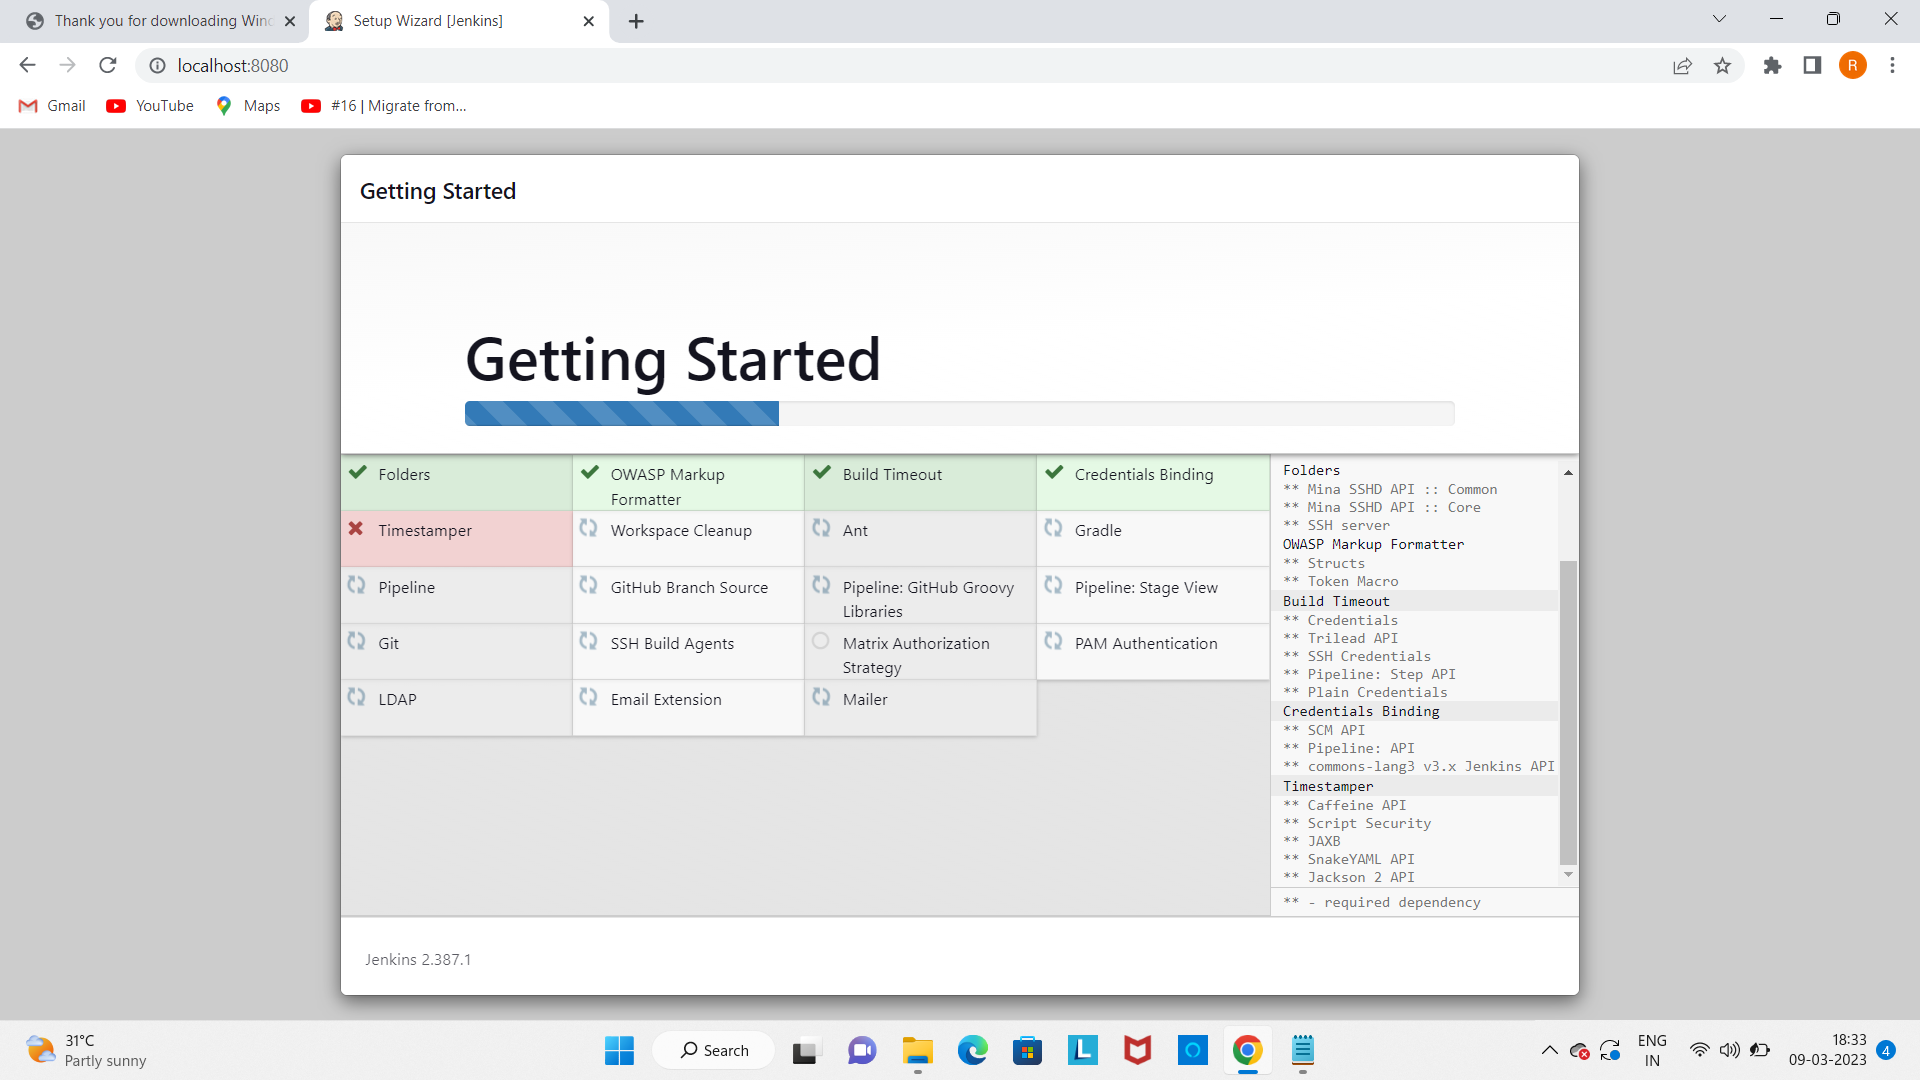 Thank you for downloading Wind
Setup Wizard [Jenkins]
localhost:8080
R
Gmail
YouTube
Maps
#16 | Migrate from...
Getting Started
Getting Started
Folders
OWASP Markup
Formatter
Build Timeout
Credentials Binding
Timestamper
Workspace Cleanup
Ant
Gradle
Pipeline
GitHub Branch Source
Pipeline: GitHub Groovy
Libraries
Pipeline: Stage View
Git
SSH Build Agents
Matrix Authorization
Strategy
PAM Authentication
LDAP
Email Extension
Mailer
Folders
** Mina SSHD API :: Common
** Mina SSHD API :: Core
** SSH server
OWASP Markup Formatter
** Structs
** Token Macro
Build Timeout
** Credentials
** Trilead API
** SSH Credentials
** Pipeline: Step API
** Plain Credentials
Credentials Binding
** SCM API
** Pipeline: API
** commons-lang3 v3.x Jenkins API
Timestamper
** Caffeine API
** Script Security
** JAXB
** SnakeYAML API
** Jackson 2 API
** - required dependency
Jenkins 2.387.1
31°C
Partly sunny
Search
L
ENG
IN
18:33
09-03-2023
4